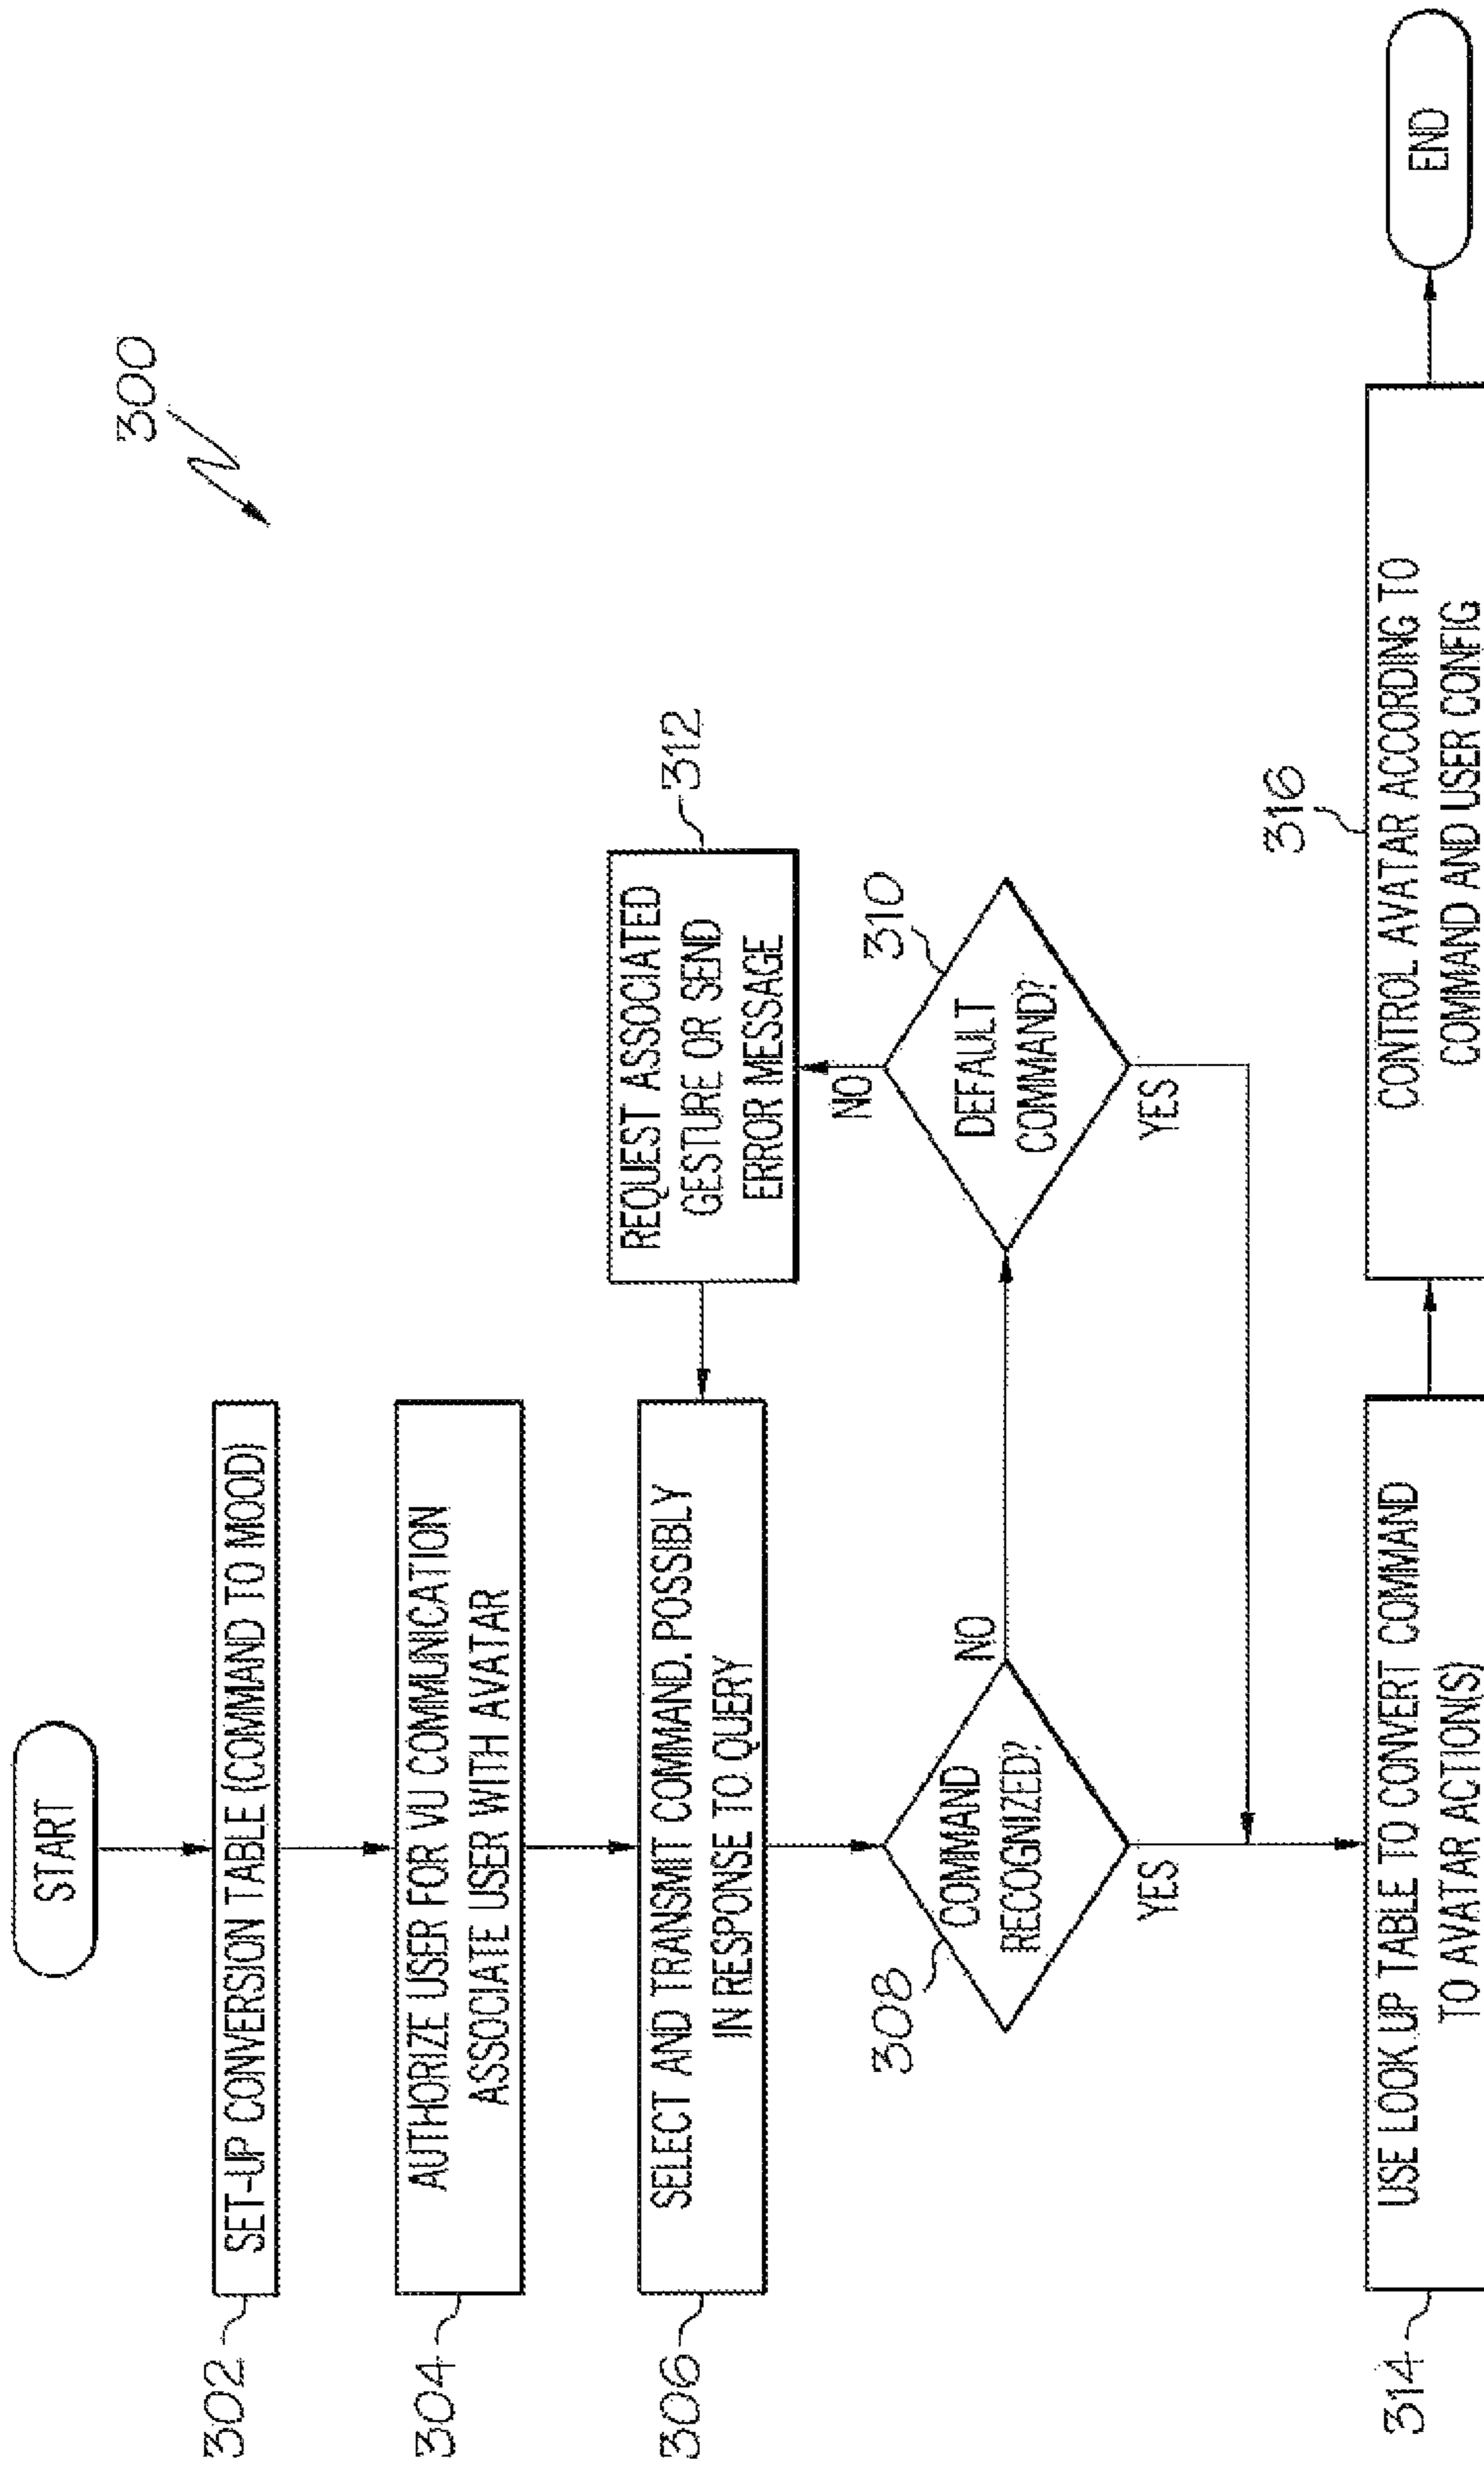 START
300
302
SET-UP CONVERSION TABLE (COMMAND TO MOOD)
304
AUTHORIZE USER FOR VU COMMUNICATION
ASSOCIATE USER WITH AVATAR
306
SELECT AND TRANSMIT COMMAND. POSSIBLY
IN RESPONSE TO QUERY
REQUEST ASSOCIATED
GESTURE OR SEND
ERROR MESSAGE
312
308
COMMAND
RECOGNIZED?
NO
YES
310
DEFAULT
COMMAND?
NO
YES
314
USE LOOK UP TABLE TO CONVERT COMMAND
TO AVATAR ACTION(S)
316
CONTROL AVATAR ACCORDING TO
COMMAND AND USER CONFIG
END